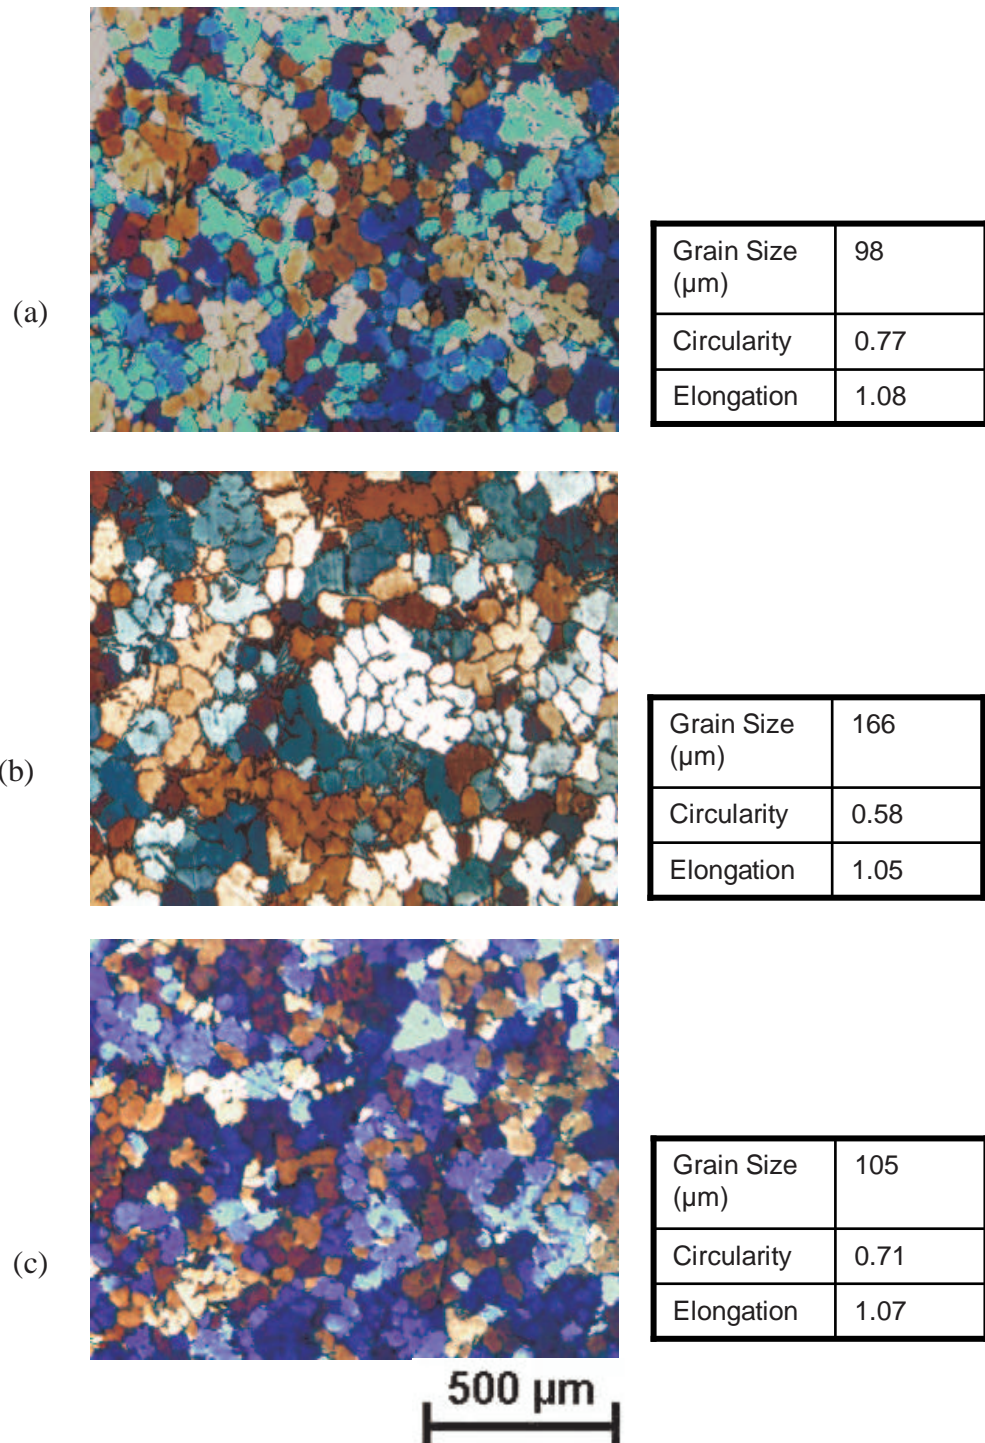 (a)
Grain Size 98
(µm)
Circularity 0.77
Elongation 1.08
(b)
Grain Size 166
(µm)
Circularity 0.58
Elongation 1.05
(c)
Grain Size 105
(µm)
Circularity 0.71
Elongation 1.07
500 µm